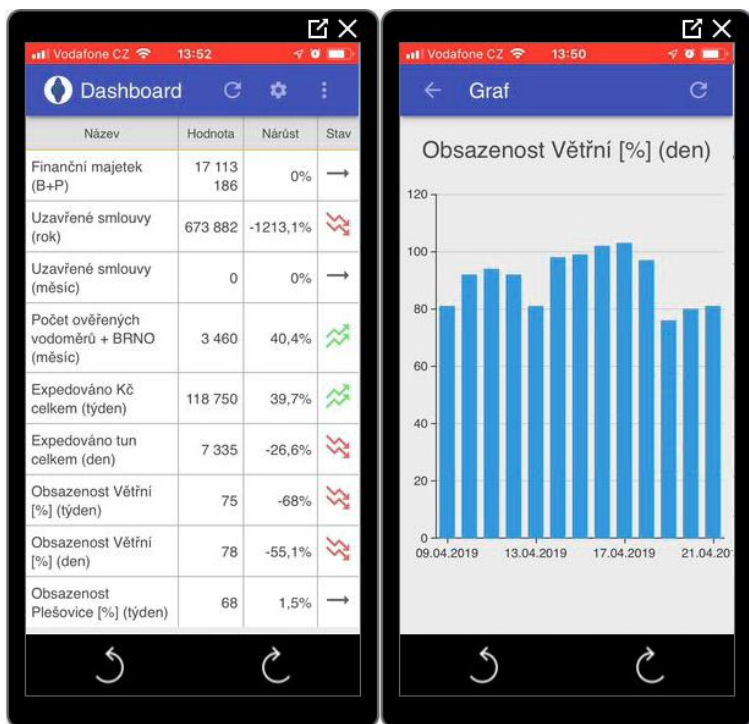 Vodafone CZ 13:52
Dashboard
Název Hodnota Nárůst Stav
Finanční majetek
(B+P)
17 113
186
0%
Uzavřené smlouvy
(rok)
673 882 -1213,1%
Uzavřené smlouvy
(měsíc)
0 0%
Počet ověřených
vodoměrů + BRNO
(měsíc)
3 460 40,4%
Expedováno Kč
celkem (týden)
118 750 39,7%
Expedováno tun
celkem (den)
7 335 -26,6%
Obsazenost Větřní
[%] (týden)
75 -68%
Obsazenost Větřní
[%] (den)
78 -55,1%
Obsazenost
Plešovice [%] (týden)
68 1,5%
Vodafone CZ 13:50
Graf
Obsazenost Větřní [%] (den)
120
100
80
60
40
20
0
09.04.2019 13.04.2019 17.04.2019 21.04.20